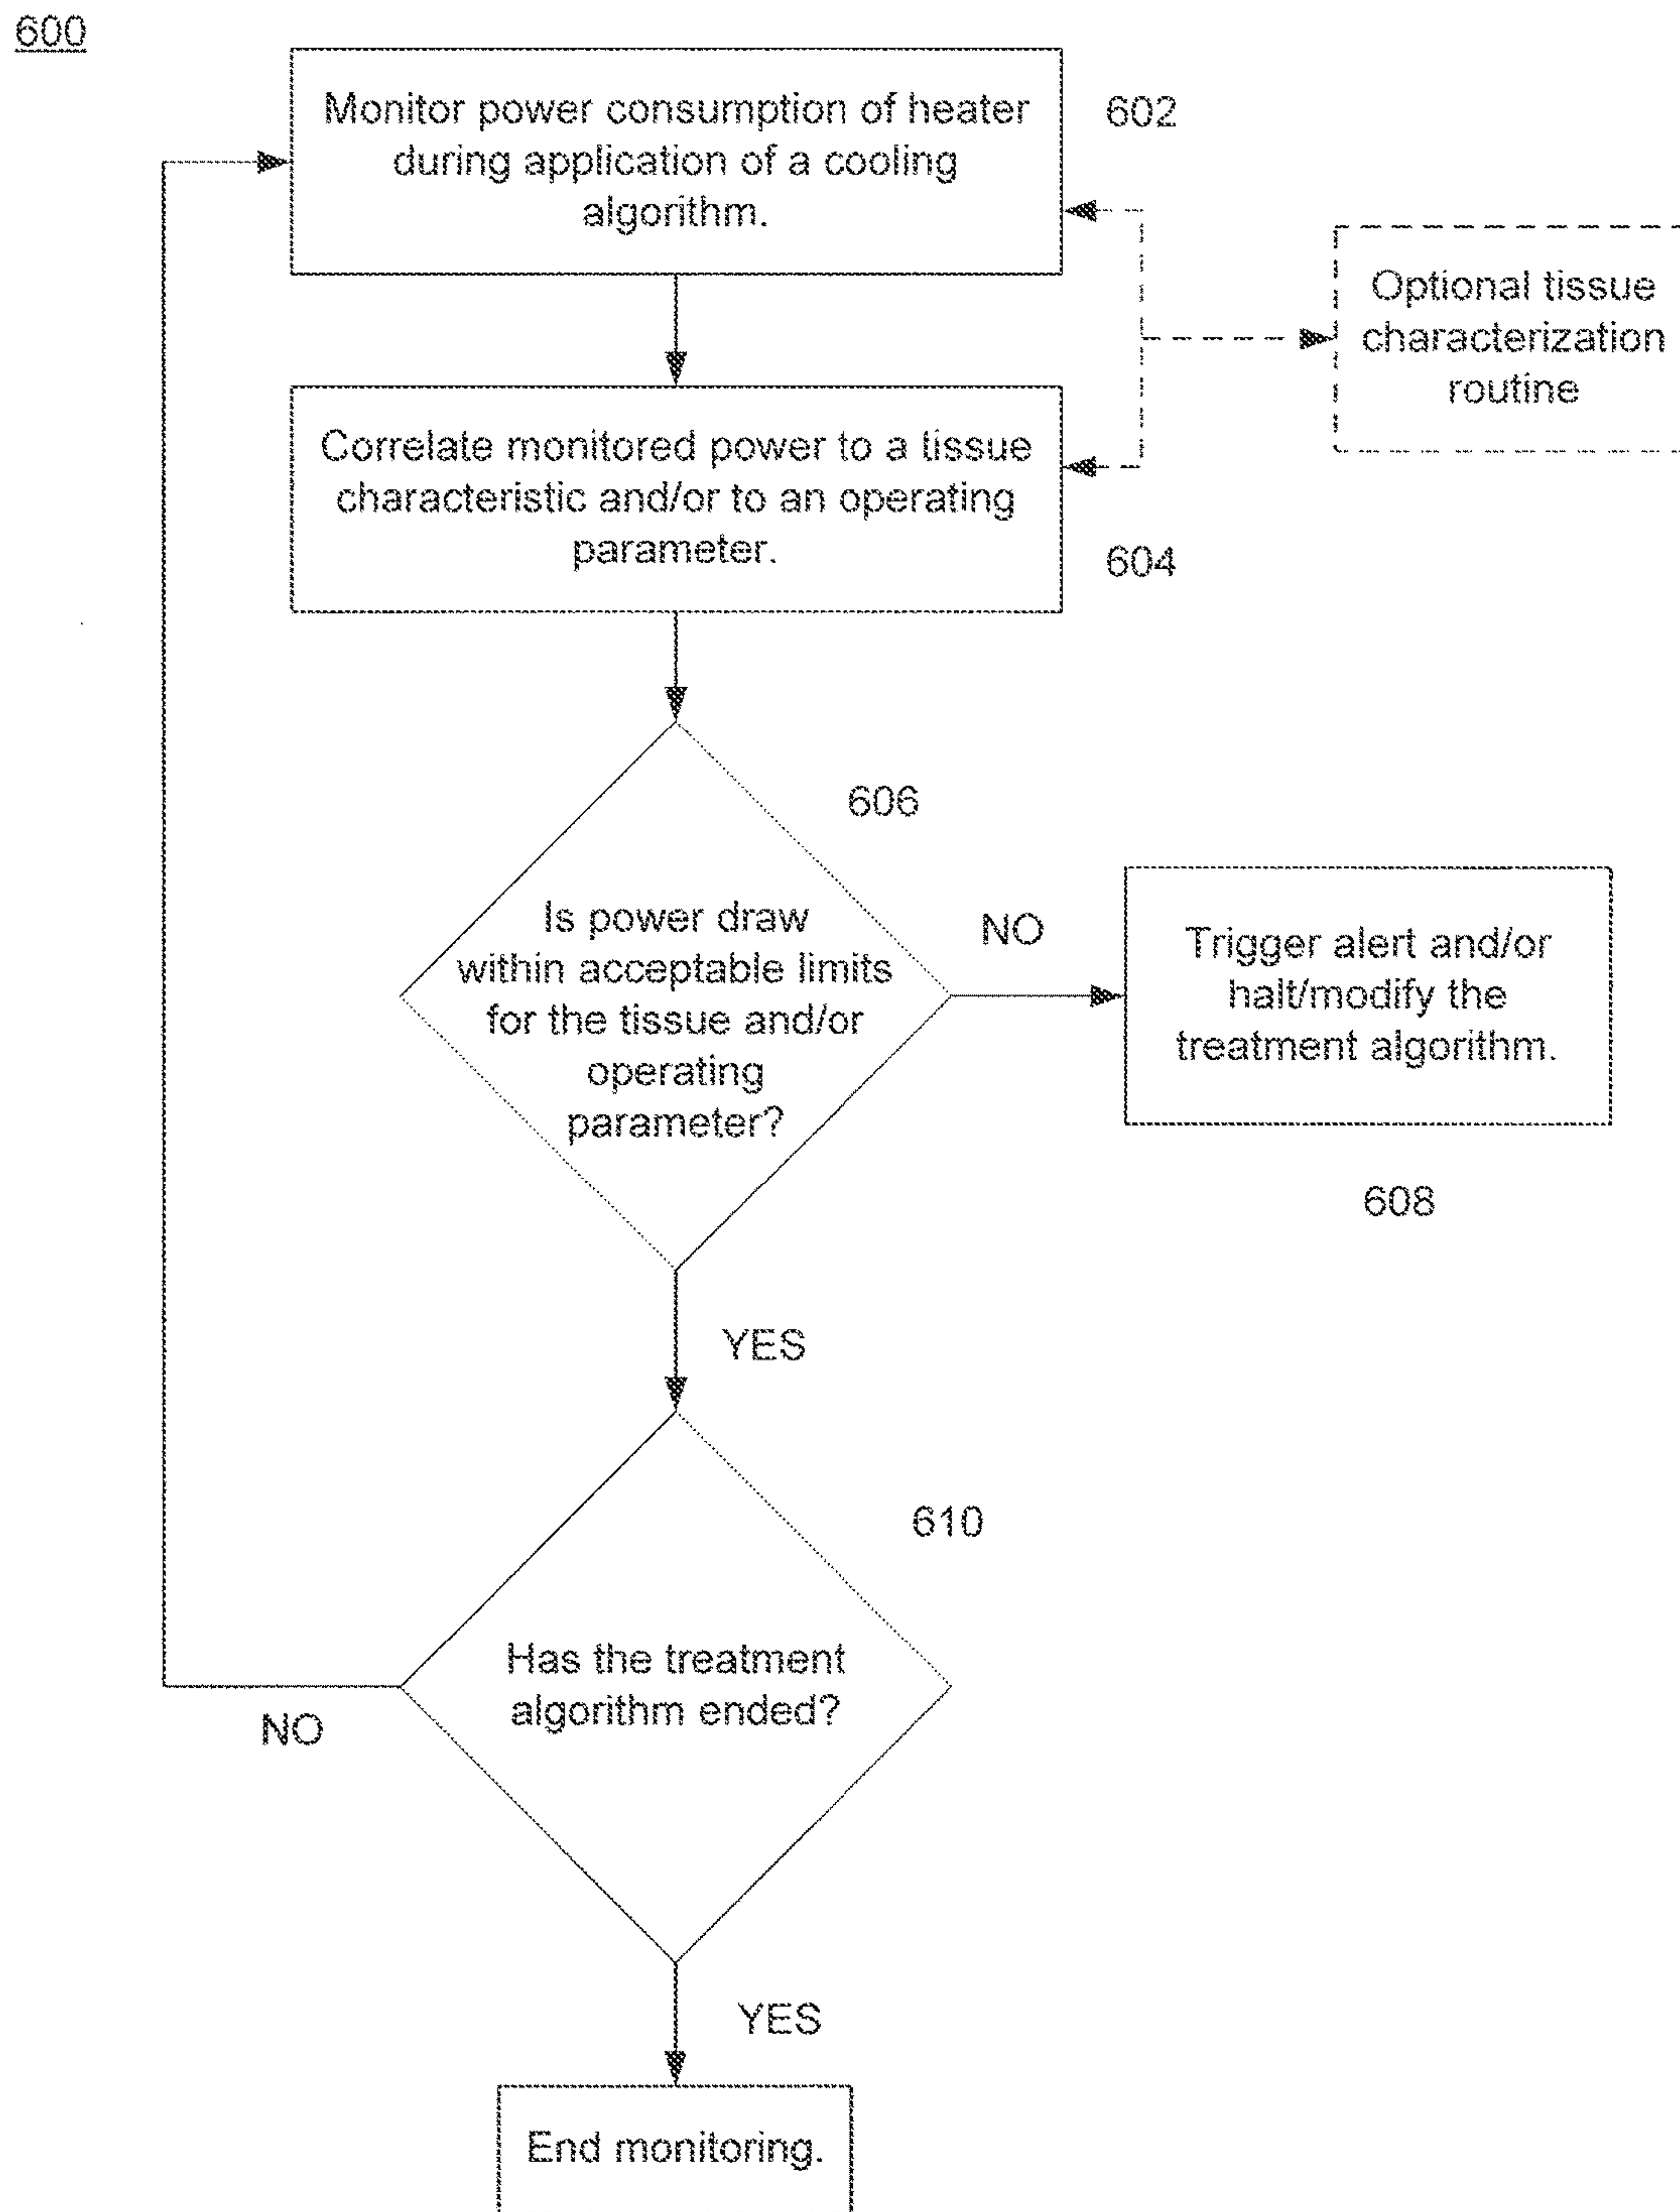 600
Monitor power consumption of heater
during application of a cooling
algorithm.
602
Optional tissue
characterization
routine
Correlate monitored power to a tissue
characteristic and/or to an operating
parameter.
604
606
Is power draw
within acceptable limits
for the tissue and/or
operating
parameter?
NO
Trigger alert and/or
halt/modify the
treatment algorithm.
608
YES
610
Has the treatment
algorithm ended?
NO
YES
End monitoring.